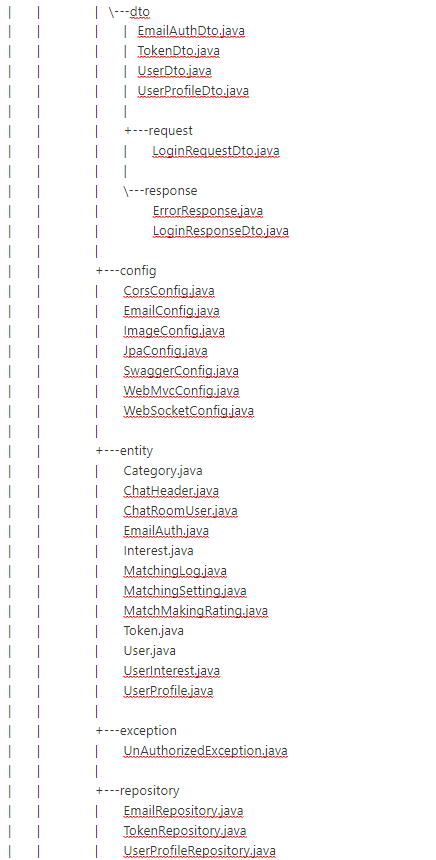 |   |   |   \---dto
|   |   |   |   EmailAuthDto.java
|   |   |   |   TokenDto.java
|   |   |   |   UserDto.java
|   |   |   |   UserProfileDto.java
|   |   |   |
|   |   |   +---request
|   |   |   |   LoginRequestDto.java
|   |   |   |
|   |   |   \---response
|   |   |   ErrorResponse.java
|   |   |   LoginResponseDto.java
|   |   |
|   |   +---config
|   |   |   CorsConfig.java
|   |   |   EmailConfig.java
|   |   |   ImageConfig.java
|   |   |   JpaConfig.java
|   |   |   SwaggerConfig.java
|   |   |   WebMvcConfig.java
|   |   |   WebSocketConfig.java
|   |   |
|   |   +---entity
|   |   |   Category.java
|   |   |   ChatHeader.java
|   |   |   ChatRoomUser.java
|   |   |   EmailAuth.java
|   |   |   Interest.java
|   |   |   MatchingLog.java
|   |   |   MatchingSetting.java
|   |   |   MatchMakingRating.java
|   |   |   Token.java
|   |   |   User.java
|   |   |   UserInterest.java
|   |   |   UserProfile.java
|   |   |
|   |   +---exception
|   |   |   UnAuthorizedException.java
|   |   |
|   |   +---repository
|   |   |   EmailRepository.java
|   |   |   TokenRepository.java
|   |   |   UserProfileRepository.java